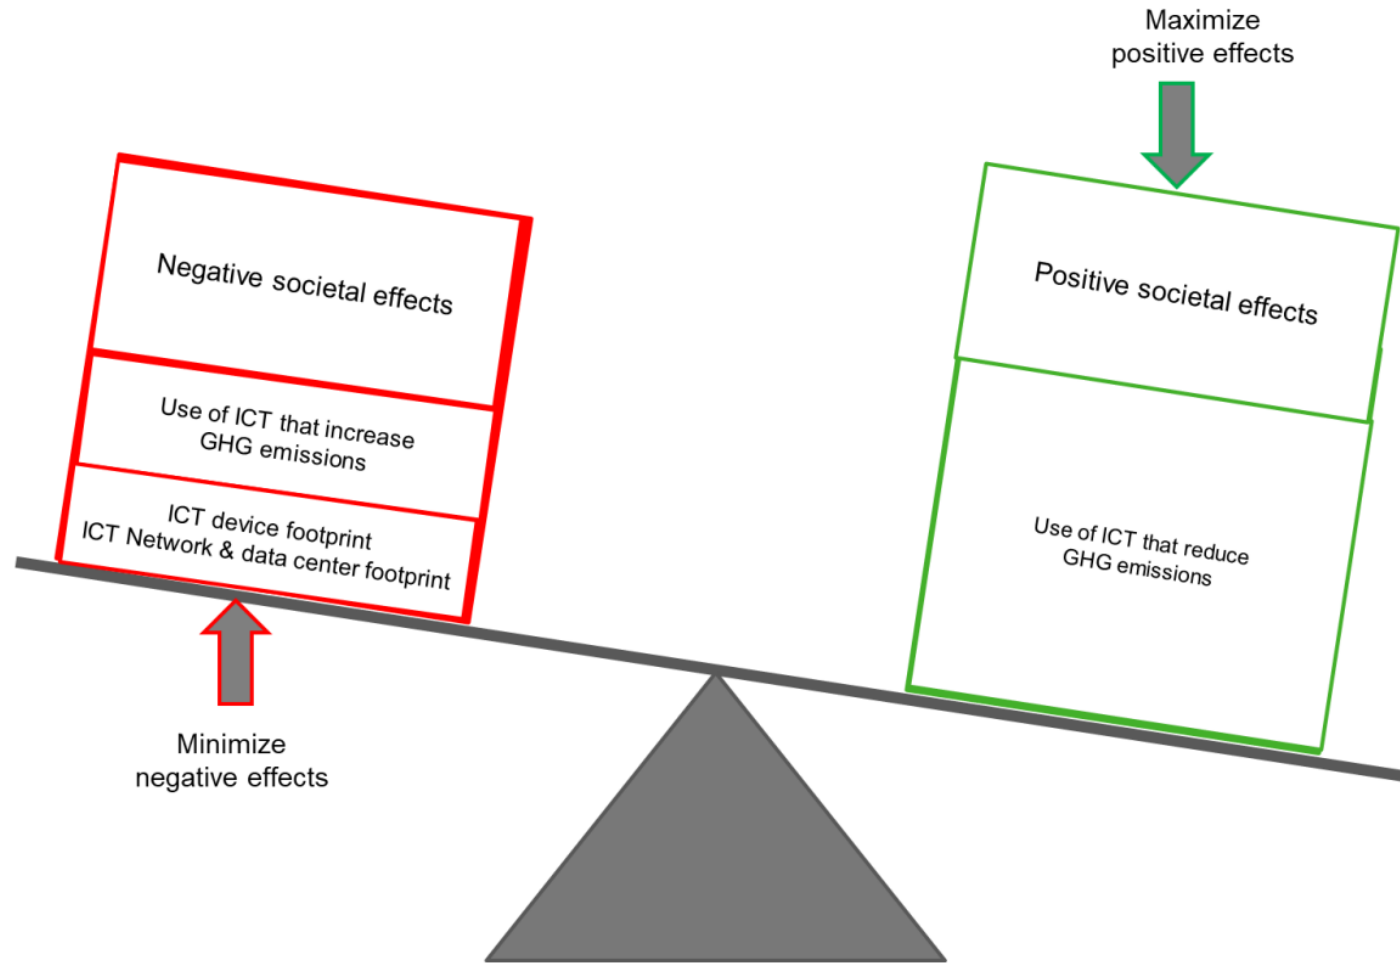 Maximize
positive effects
Negative societal effects
Use of ICT that increase
GHG emissions
ICT device footprint
ICT Network & data center footprint
Minimize
negative effects
Positive societal effects
Use of ICT that reduce
GHG emissions